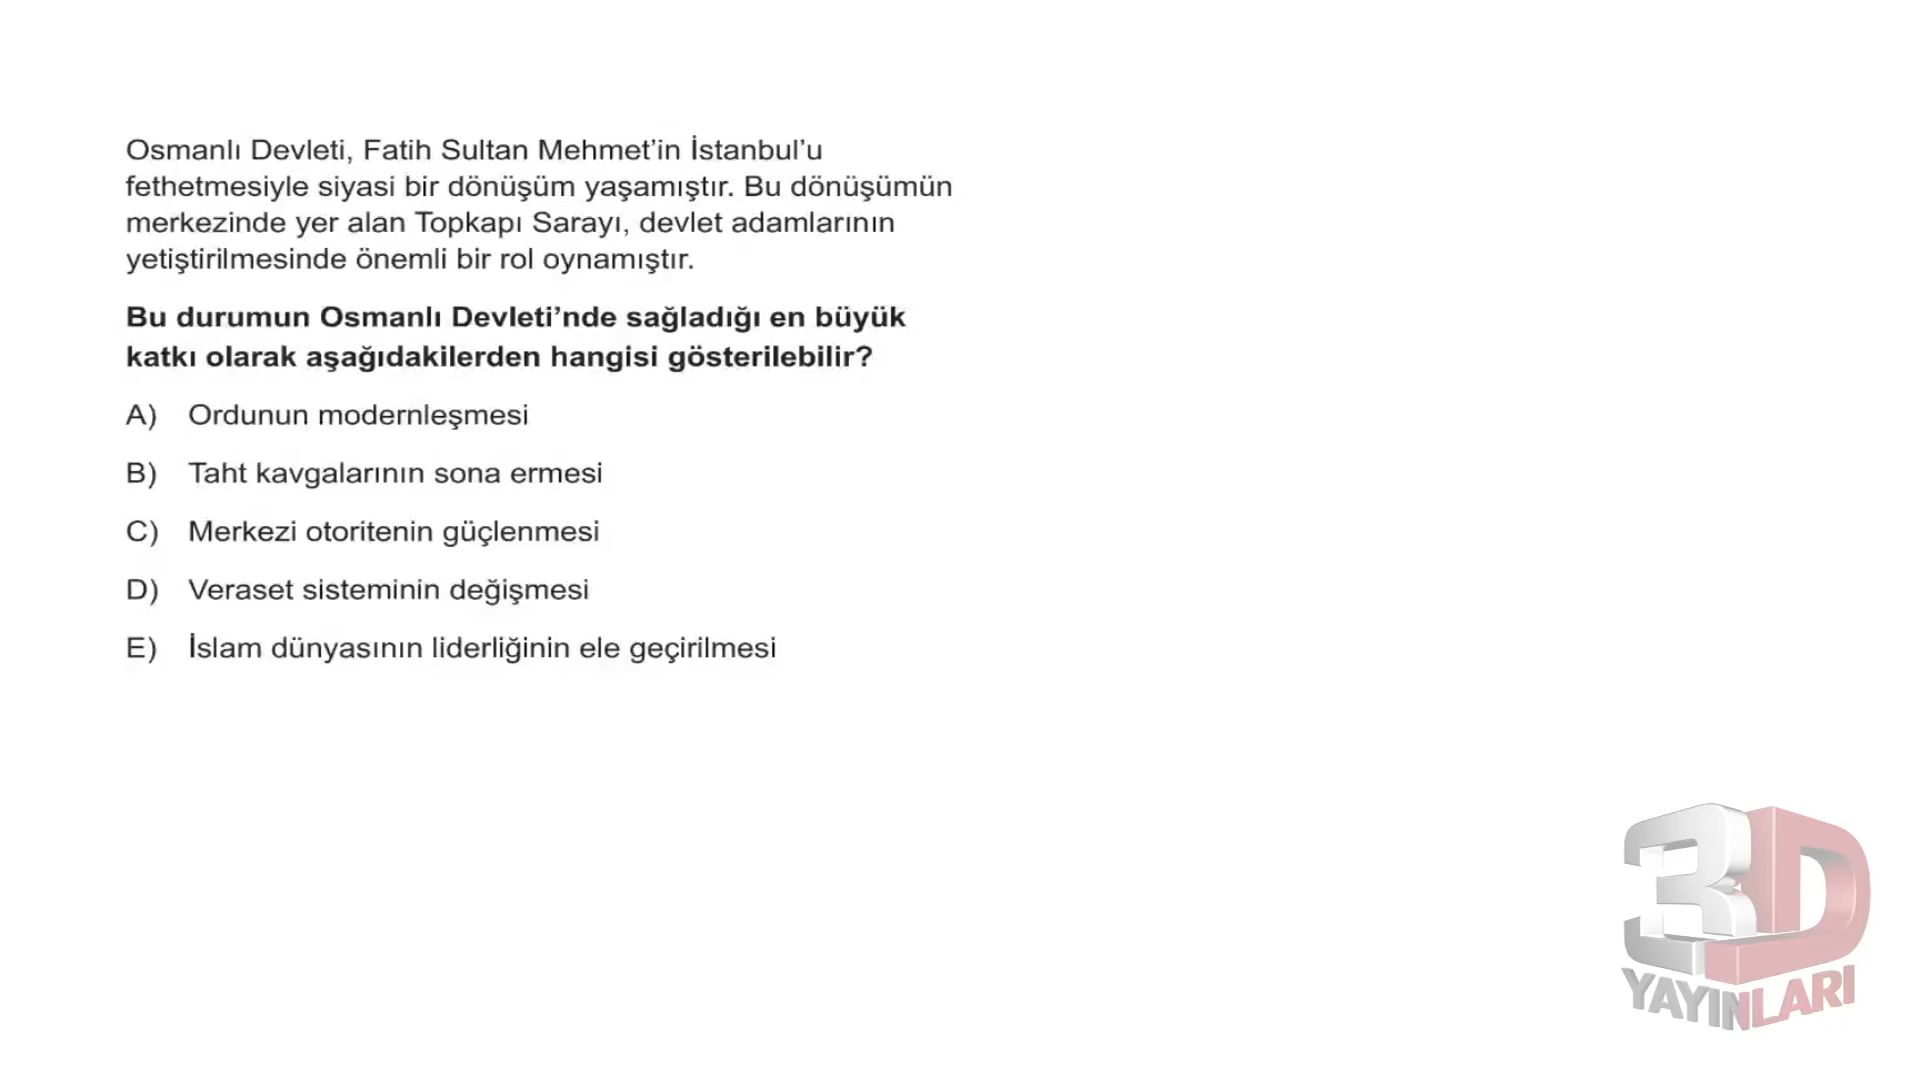 Osmanlı Devleti, Fatih Sultan Mehmet’in İstanbul’u
fethetmesiyle siyasi bir dönüşüm yaşamıştır. Bu dönüşümün
merkezinde yer alan Topkapı Sarayı, devlet adamlarının
yetiştirilmesinde önemli bir rol oynamıştır.
Bu durumun Osmanlı Devleti’nde sağladığı en büyük
katkı olarak aşağıdakilerden hangisi gösterilebilir?
A) Ordunun modernleşmesi
B) Taht kavgalarının sona ermesi
C) Merkezi otoritenin güçlenmesi
D) Veraset sisteminin değişmesi
E) İslam dünyasının liderliğinin ele geçirilmesi
3D
YAYINLARI